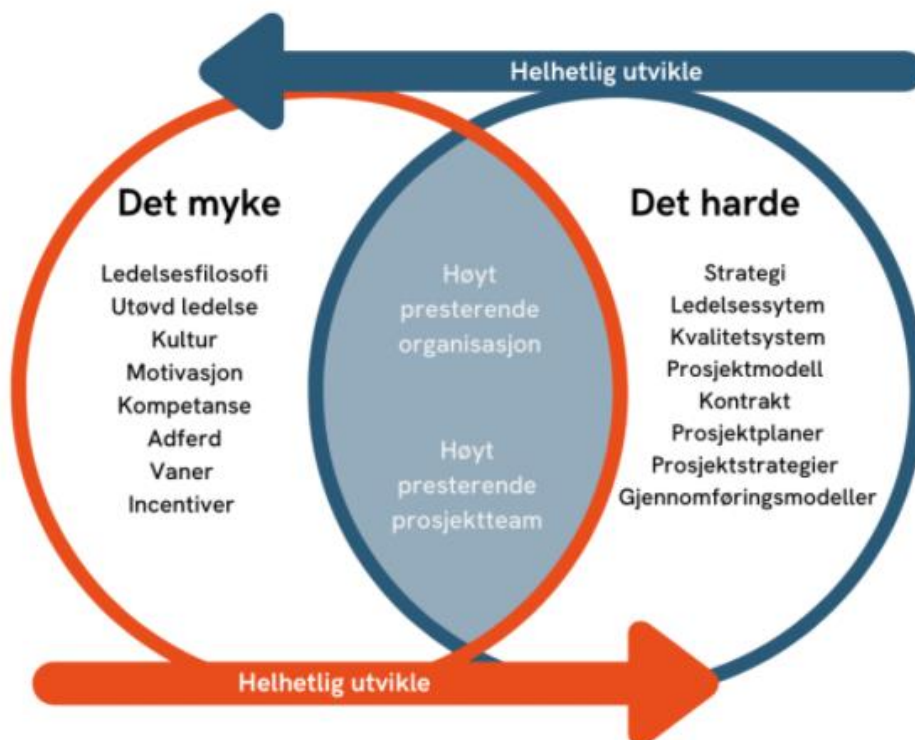 Helhetlig utvikle
Det myke
Ledelsesfilosofi
Utøvd ledelse
Kultur
Motivasjon
Kompetanse
Adferd
Vaner
Incentiver
Høyt
presterende
organisasjon
Høyt
presterende
prosjektteam
Det harde
Strategi
Ledelsessytem
Kvalitetsystem
Prosjektmodell
Kontrakt
Prosjektplaner
Prosjektstrategier
Gjennomføringsmodeller
Helhetlig utvikle